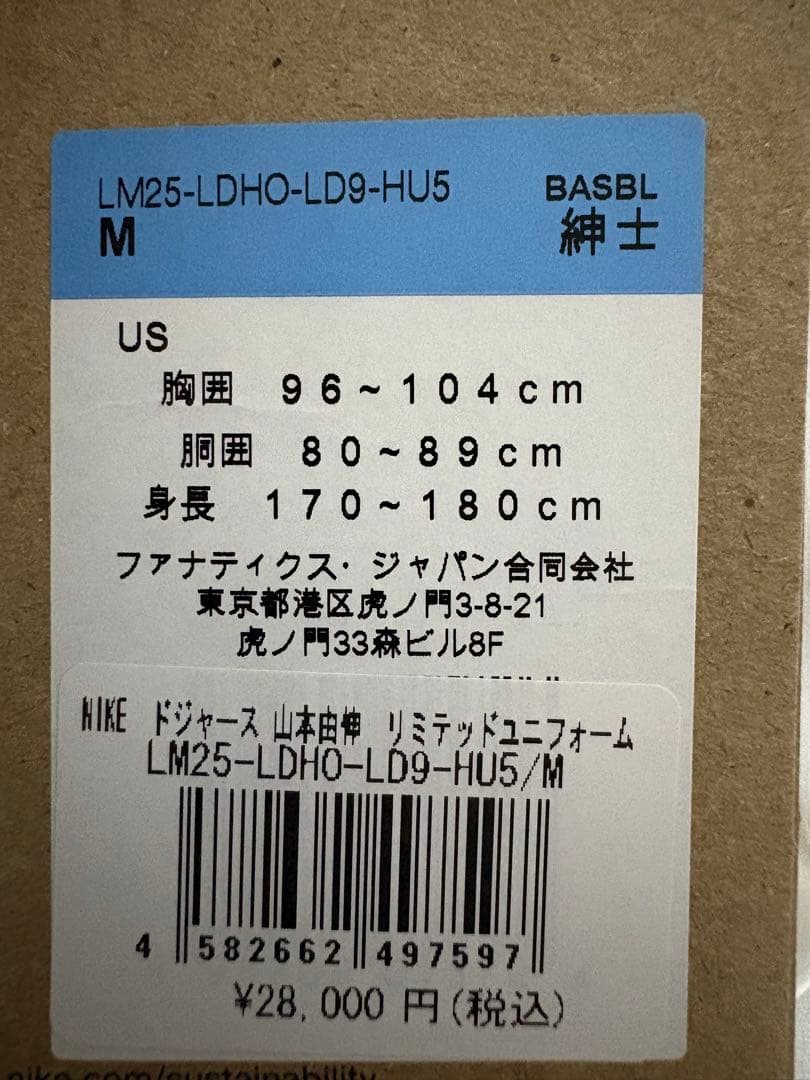 LM25-LDHO-LD9-HU5 BASBL
M 紳士
US
胸囲 96~104cm
胴囲 80~89cm
身長 170~180cm
ファナティクス・ジャパン合同会社
東京都港区虎ノ門3-8-21
虎ノ門33森ビル8F
NIKE ドジャース 山本由伸 リミテッドユニフォーム
LM25-LDHO-LD9-HU5/M
4 582662 497597
¥28,000 円(税込)
nike.com/sustainability